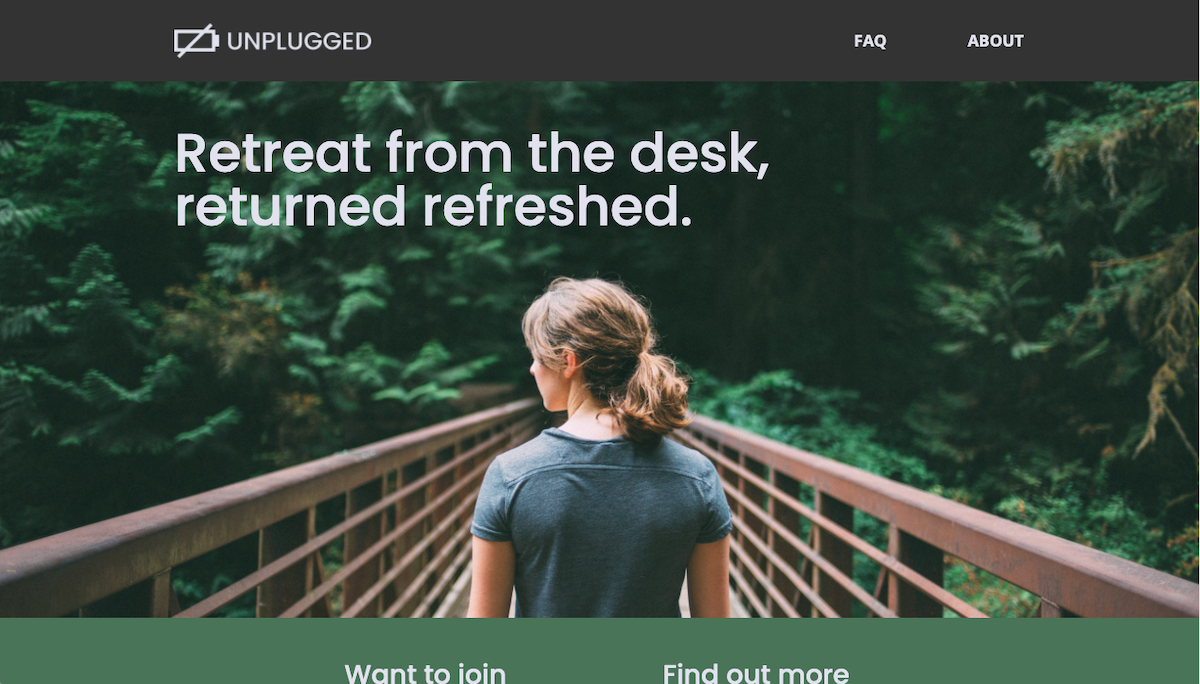 UNPLUGGED
FAQ
ABOUT
Retreat from the desk,
returned refreshed.
Want to join
Find out more